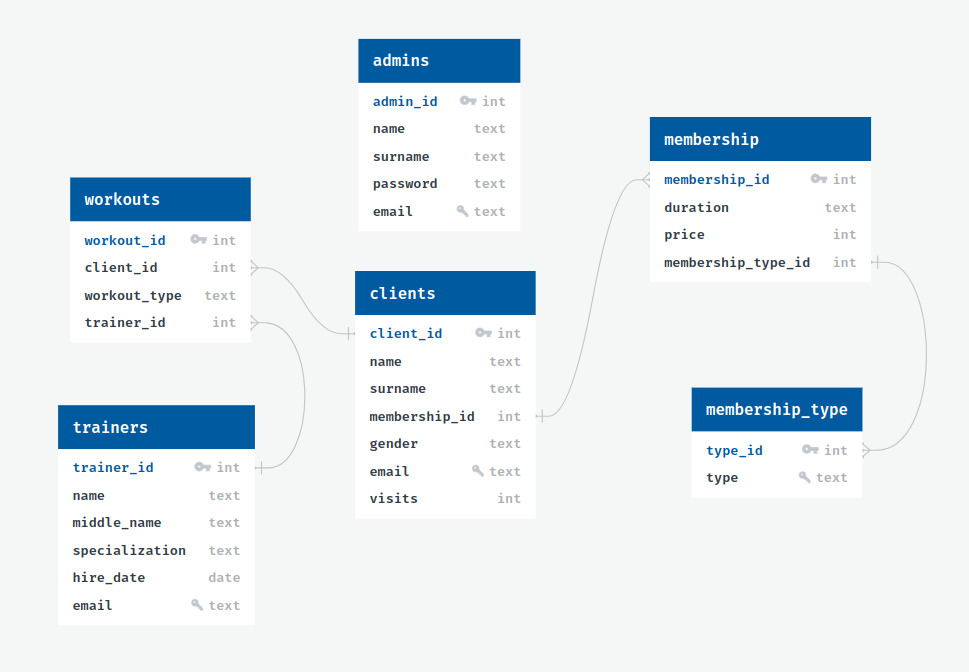 admins
admin_id int
name text
surname text
password text
email text
membership
membership_id int
duration text
price int
membership_type_id int
workouts
workout_id int
client_id int
workout_type text
trainer_id int
clients
client_id int
name text
surname text
membership_id int
gender text
email text
visits int
membership_type
type_id int
type text
trainers
trainer_id int
name text
middle_name text
specialization text
hire_date date
email text